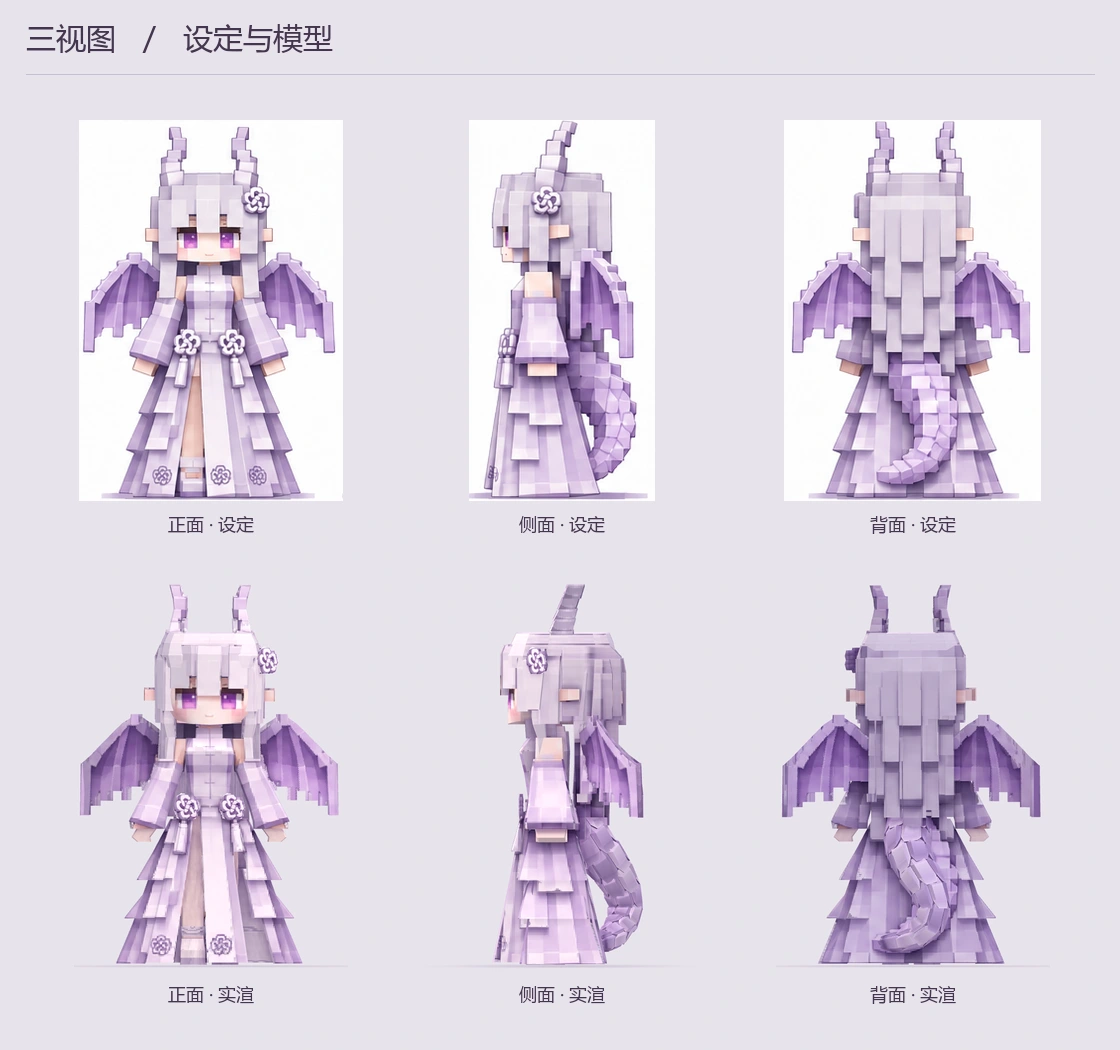 三视图 / 设定与模型
正面 · 设定
侧面 · 设定
背面 · 设定
正面 · 实渲
侧面 · 实渲
背面 · 实渲